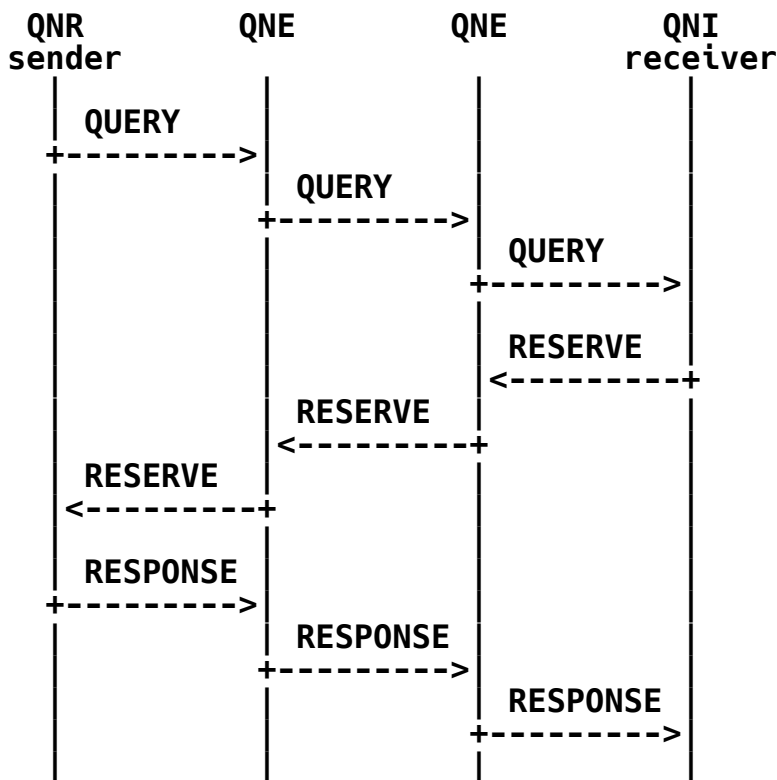 QNR QNE QNE QNI
sender receiver
QUERY
+--------->
QUERY
+--------->
QUERY
+--------->
RESERVE
<---------+
RESERVE
<---------+
RESERVE
<---------+
RESPONSE
+--------->
RESPONSE
+--------->
RESPONSE
+--------->